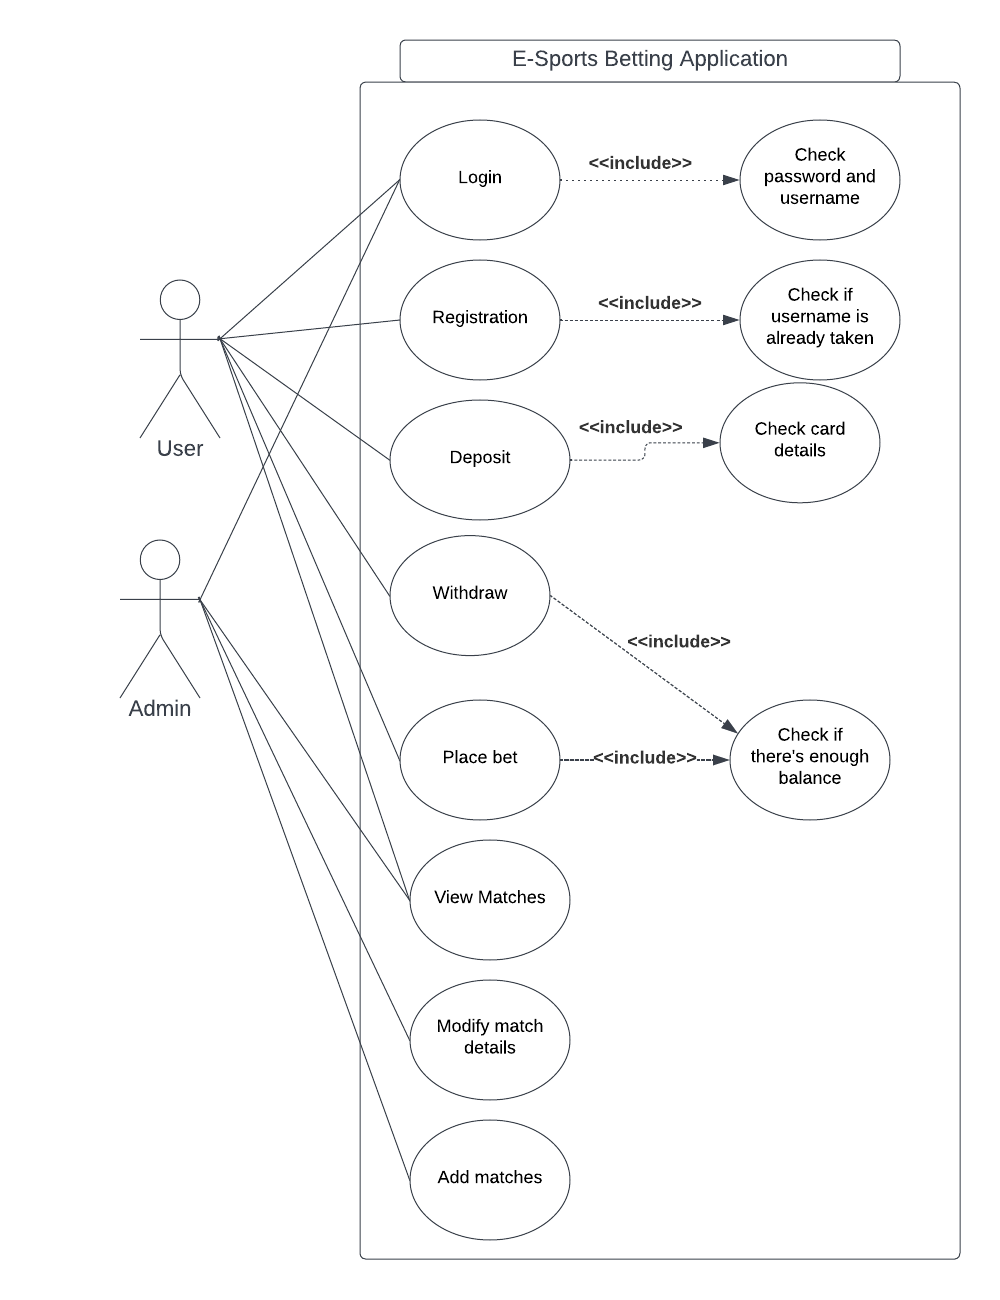 E-Sports Betting Application
Login
<<include>>
Check
password and
username
Registration
<<include>>
Check if
username is
already taken
User
Deposit
<<include>>
Check card
details
Withdraw
<<include>>
Admin
Place bet
<<include>>
Check if
there's enough
balance
View Matches
Modify match
details
Add matches